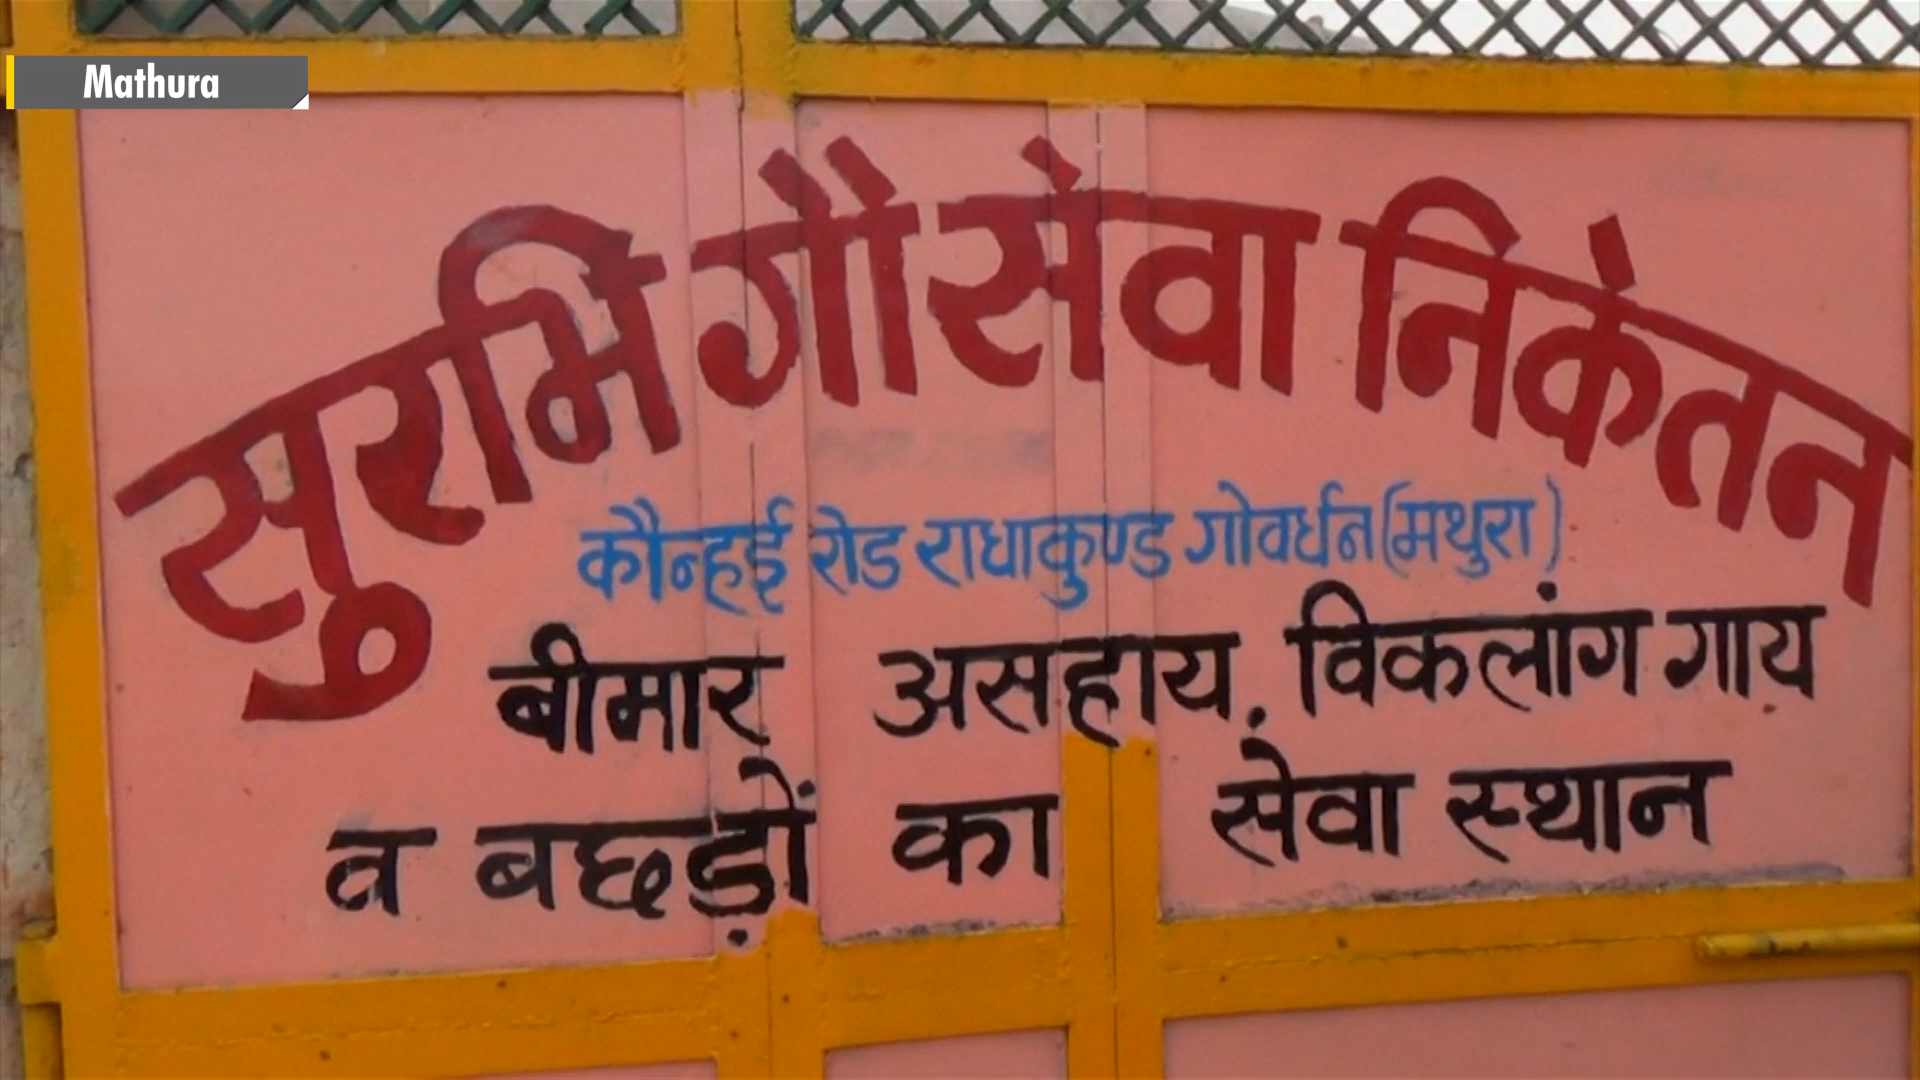 Mathura
सुरभि गौ सेवा निकेतन
कौन्हई रोड राधाकुण्ड गोवर्धन (मथुरा)
बीमार असहाय, विकलांग गाय
व बछड़ों का सेवा स्थान